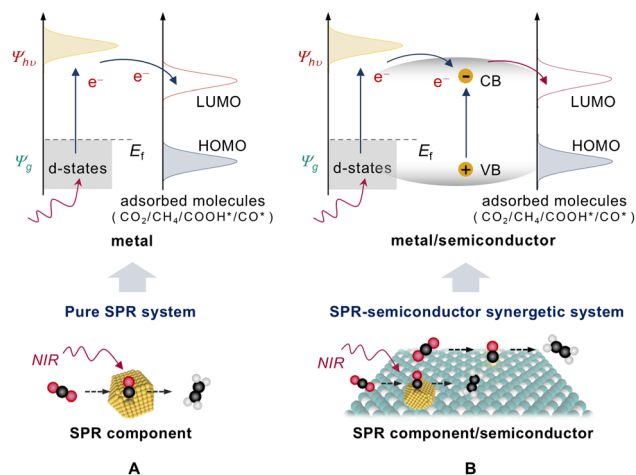 Ψhυ
e⁻
e⁻
LUMO
HOMO
Ef
Ψg
d-states
adsorbed molecules
(CO₂/CH₄/COOH*/CO*)
metal
Pure SPR system
NIR
SPR component
A
Ψhυ
e⁻
e⁻
CB
LUMO
HOMO
Ef
Ψg
d-states
VB
adsorbed molecules
(CO₂/CH₄/COOH*/CO*)
metal/semiconductor
SPR-semiconductor synergetic system
NIR
SPR component/semiconductor
B